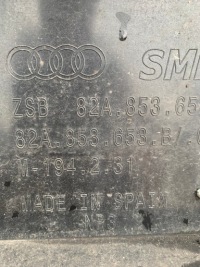 SM
ZSB 82A.853.65
82A.853.653.B/.
M-194.2.31
MADE IN SPAIN